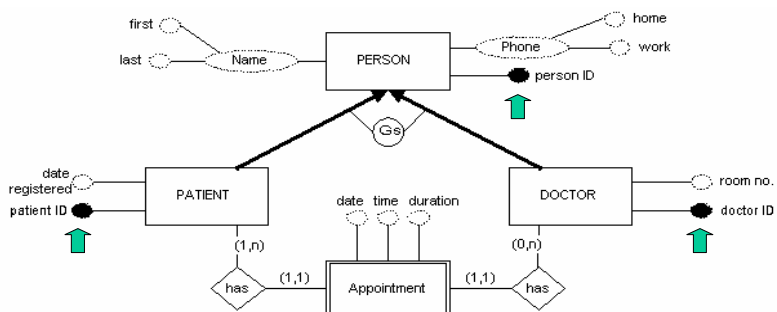 first
home
last
Name
PERSON
Phone
work
person ID
Gs
date
registered
PATIENT
date time duration
DOCTOR
room no.
patient ID
doctor ID
(1,n)
(0,n)
has
(1,1)
Appointment
(1,1)
has